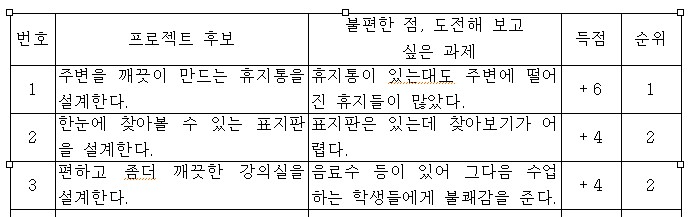 번호 프로젝트 후보 불편한 점, 도전해 보고 싶은 과제 득점 순위
1 주변을 깨끗이 만드는 휴지통을 휴지통이 있는대도 주변에 떨어 +6 1
설계한다. 진 휴지들이 많았다.
2 한눈에 찾아볼 수 있는 표지판 표지판은 있는데 찾아보기가 어 +4 2
을 설계한다. 렵다.
3 편하고 좀더 깨끗한 강의실을 음료수 등이 있어 그다음 수업 +4 2
설계한다. 하는 학생들에게 불쾌감을 준다.